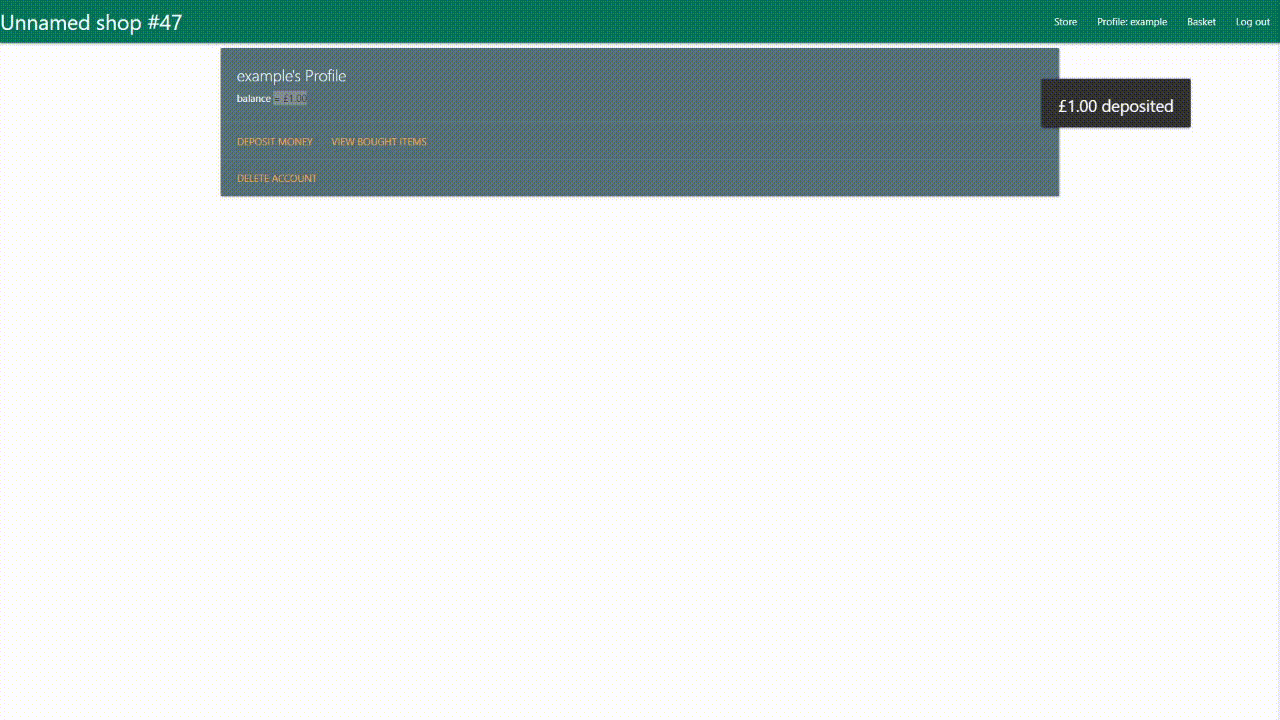 Unnamed shop #47
Store Profile: example Basket Log out
example's Profile
balance = £1.00
£1.00 deposited
DEPOSIT MONEY VIEW BOUGHT ITEMS
DELETE ACCOUNT